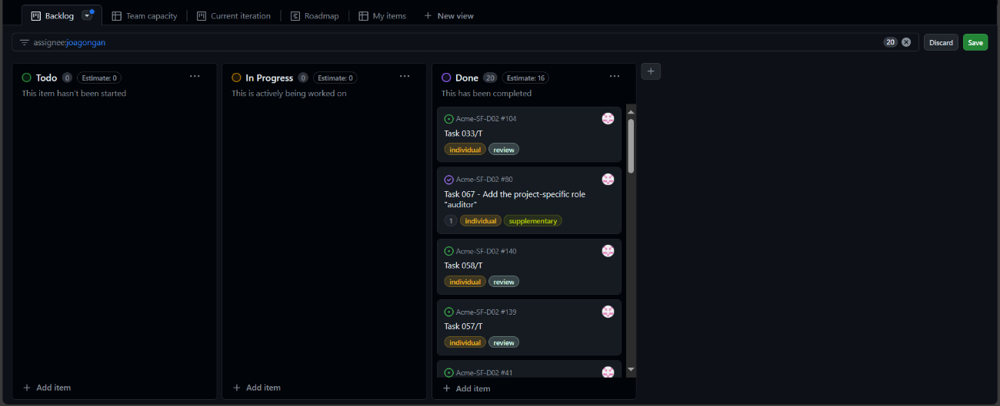 Backlog
Team capacity
Current iteration
Roadmap
My items
New view
assignee:joagongan
20
Discard
Save
Todo 0 Estimate: 0
This item hasn't been started
Add item
In Progress 0 Estimate: 0
This is actively being worked on
Add item
Done 20 Estimate: 16
This has been completed
Acme-SF-D02 #104
Task 033/T
individual review
Acme-SF-D02 #80
Task 067 - Add the project-specific role
"auditor"
1 individual supplementary
Acme-SF-D02 #140
Task 058/T
individual review
Acme-SF-D02 #139
Task 057/T
individual review
Acme-SF-D02 #41
Add item